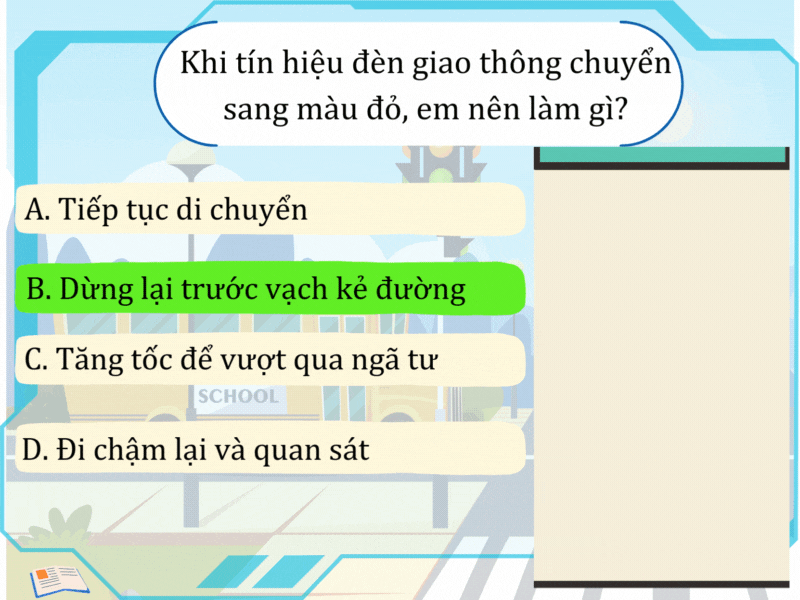 Khi tín hiệu đèn giao thông chuyển
sang màu đỏ, em nên làm gì?
A. Tiếp tục di chuyển
B. Dừng lại trước vạch kẻ đường
C. Tăng tốc để vượt qua ngã tư
SCHOOL
D. Đi chậm lại và quan sát